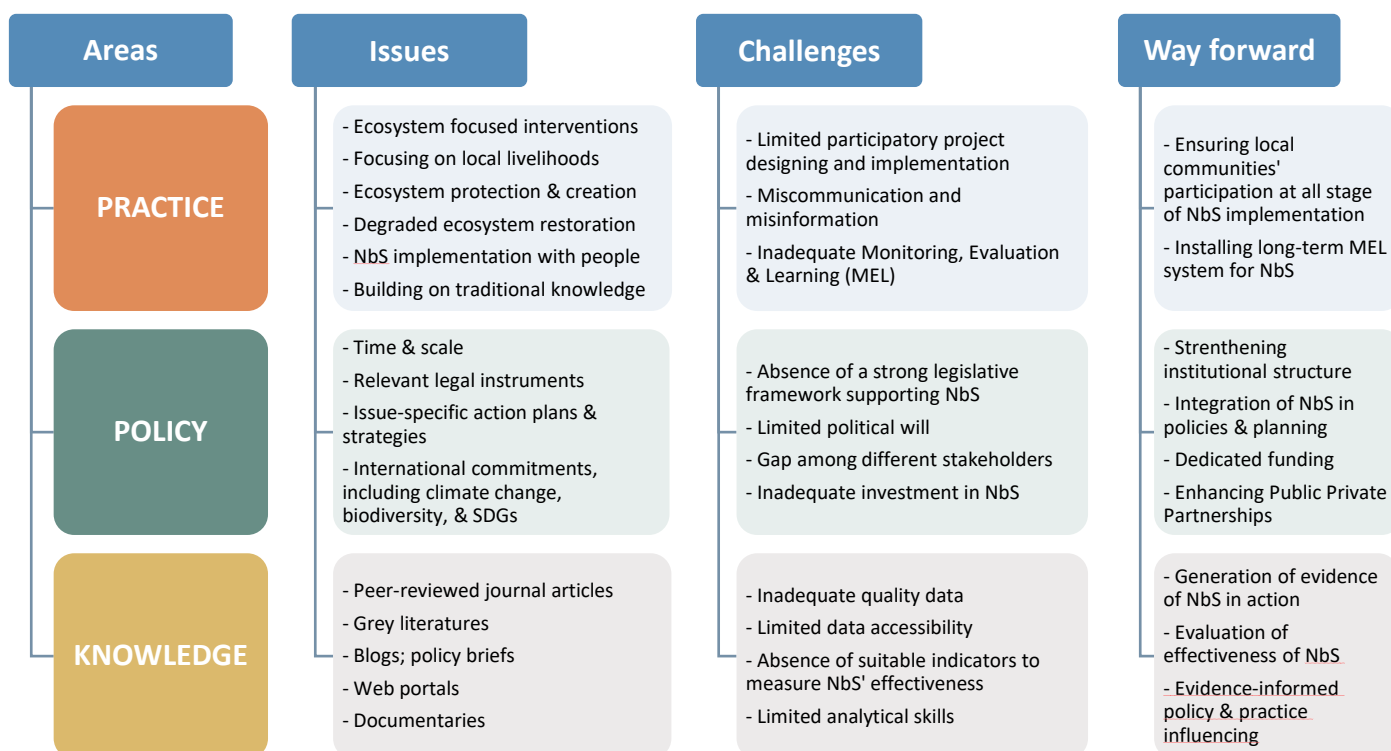 Areas
Issues
Challenges
Way forward
PRACTICE
- Ecosystem focused interventions
- Focusing on local livelihoods
- Ecosystem protection & creation
- Degraded ecosystem restoration
- NbS implementation with people
- Building on traditional knowledge
- Limited participatory project
designing and implementation
- Miscommunication and
misinformation
- Inadequate Monitoring, Evaluation
& Learning (MEL)
- Ensuring local
communities'
participation at all stage
of NbS implementation
- Installing long-term MEL
system for NbS
POLICY
- Time & scale
- Relevant legal instruments
- Issue-specific action plans &
strategies
- International commitments,
including climate change,
biodiversity, & SDGs
- Absence of a strong legislative
framework supporting NbS
- Limited political will
- Gap among different stakeholders
- Inadequate investment in NbS
- Strenthening
institutional structure
- Integration of NbS in
policies & planning
- Dedicated funding
- Enhancing Public Private
Partnerships
KNOWLEDGE
- Peer-reviewed journal articles
- Grey literatures
- Blogs; policy briefs
- Web portals
- Documentaries
- Inadequate quality data
- Limited data accessibility
- Absence of suitable indicators to
measure NbS' effectiveness
- Limited analytical skills
- Generation of evidence
of NbS in action
- Evaluation of
effectiveness of NbS
- Evidence-informed
policy & practice
influencing